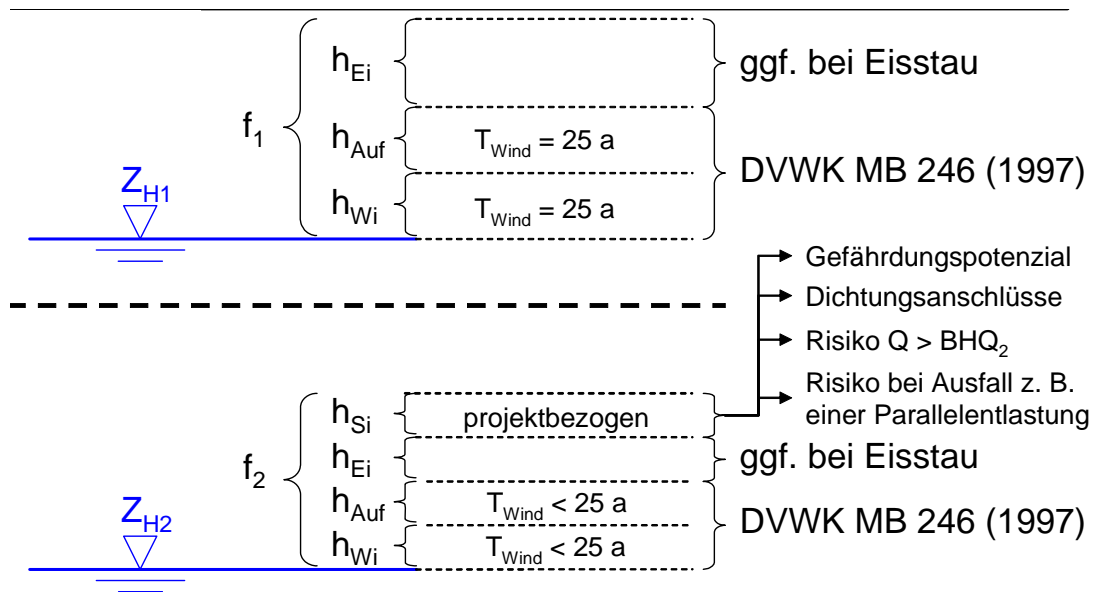 h_Ei
ggf. bei Eisstau
f_1
h_Auf
T_Wind = 25 a
DVWK MB 246 (1997)
Z_H1
h_Wi
T_Wind = 25 a
Gefährdungspotenzial
Dichtungsanschlüsse
Risiko Q > BHQ_2
Risiko bei Ausfall z. B.
einer Parallelentlastung
h_Si
projektbezogen
f_2
h_Ei
ggf. bei Eisstau
Z_H2
h_Auf
T_Wind < 25 a
DVWK MB 246 (1997)
h_Wi
T_Wind < 25 a